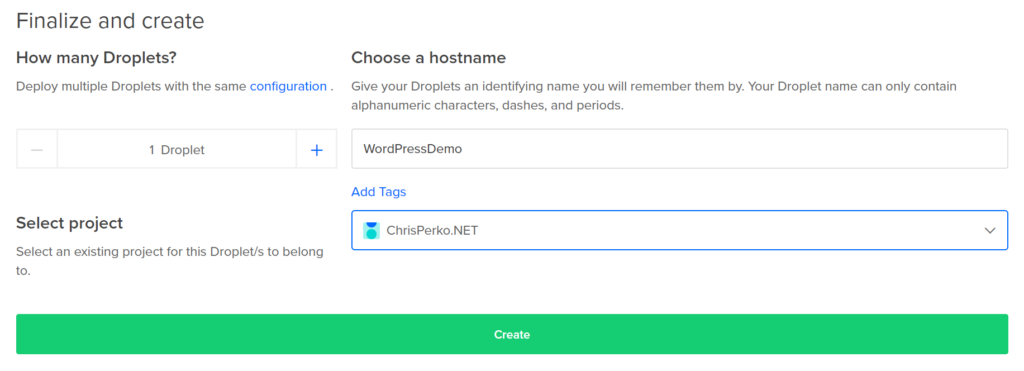 Finalize and create
How many Droplets?
Deploy multiple Droplets with the same configuration .
1 Droplet
Choose a hostname
Give your Droplets an identifying name you will remember them by. Your Droplet name can only contain
alphanumeric characters, dashes, and periods.
WordPressDemo
Add Tags
Select project
Select an existing project for this Droplet/s to belong
to.
ChrisPerko.NET
Create